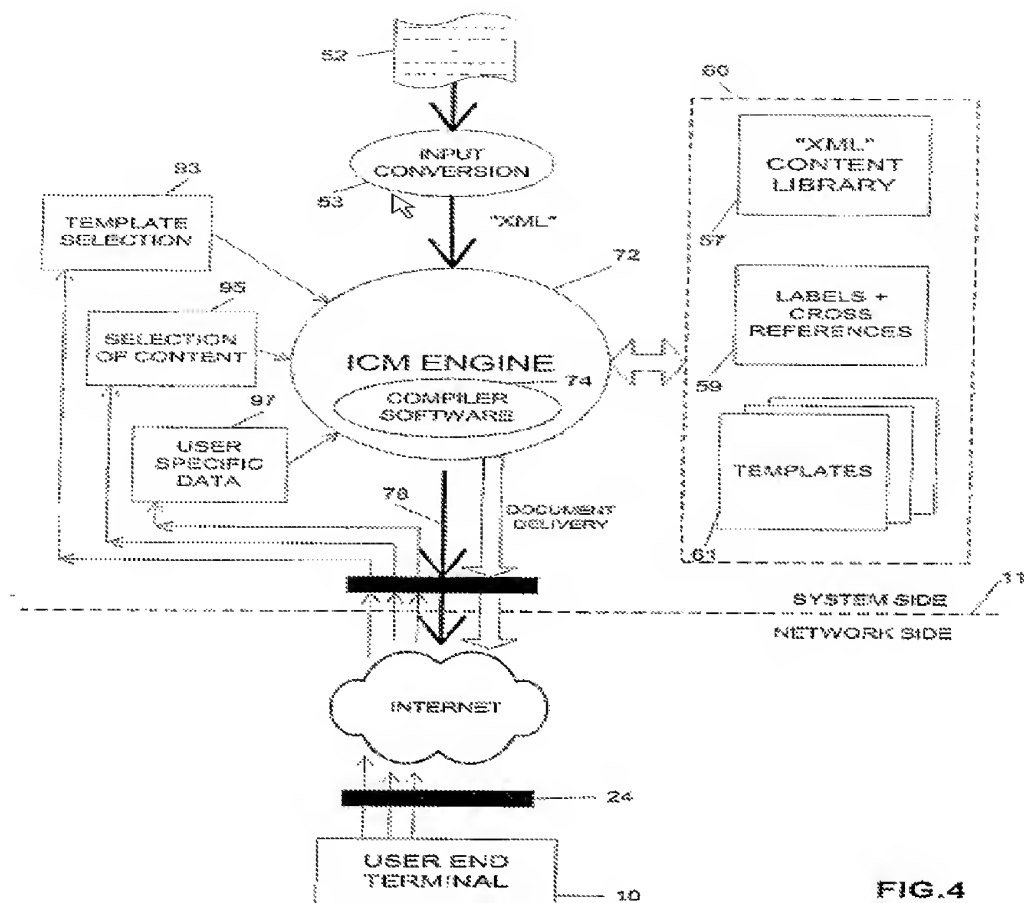 52
60
"XML"
CONTENT
LIBRARY
INPUT
CONVERSION
93
53
TEMPLATE
SELECTION
"XML"
57
72
95
LABELS +
CROSS
REFERENCES
SELECTION
OF CONTENT
ICM ENGINE
74
59
COMPILER
SOFTWARE
97
USER
SPECIFIC
DATA
TEMPLATES
78
DOCUMENT
DELIVERY
61
11
SYSTEM SIDE
NETWORK SIDE
INTERNET
24
USER END
TERMINAL
10
FIG.4